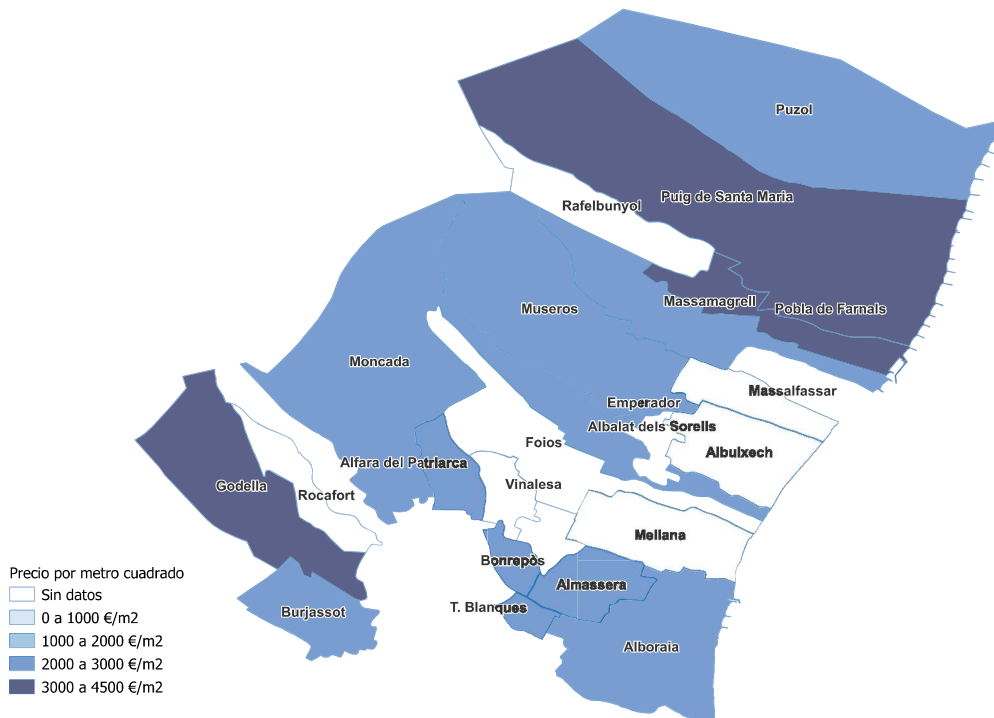 Puzol
Puig de Santa Maria
Rafelbunyol
Massamagrell
Pobla de Farnals
Museros
Moncada
Massalfassar
Emperador
Albalat dels Sorells
Albuixech
Foios
Alfara del Patriarca
Godella
Rocafort
Vinalesa
Meliana
Bonrepòs
Almassera
T. Blanques
Burjassot
Alboraia
Precio por metro cuadrado
Sin datos
0 a 1000 €/m2
1000 a 2000 €/m2
2000 a 3000 €/m2
3000 a 4500 €/m2